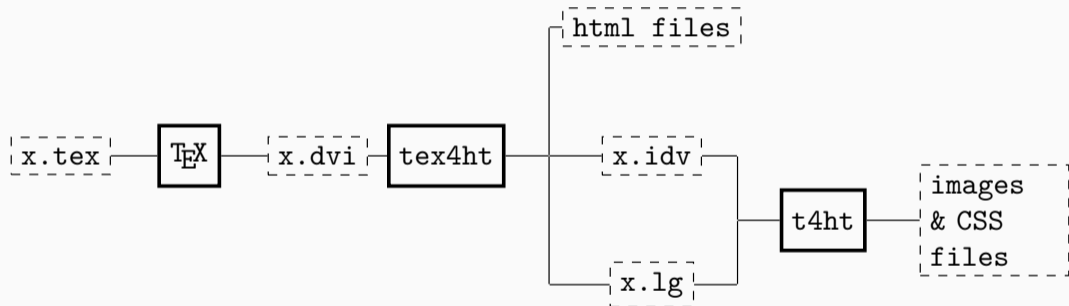 html files
x.tex
TEX
x.dvi
tex4ht
x.idv
t4ht
images
& CSS
files
x.lg